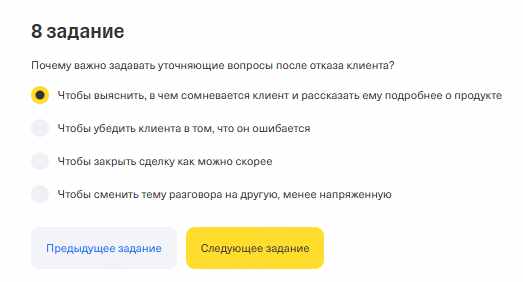 8 задание
Почему важно задавать уточняющие вопросы после отказа клиента?
Чтобы выяснить, в чем сомневается клиент и рассказать ему подробнее о продукте
Чтобы убедить клиента в том, что он ошибается
Чтобы закрыть сделку как можно скорее
Чтобы сменить тему разговора на другую, менее напряженную
Предыдущее задание
Следующее задание